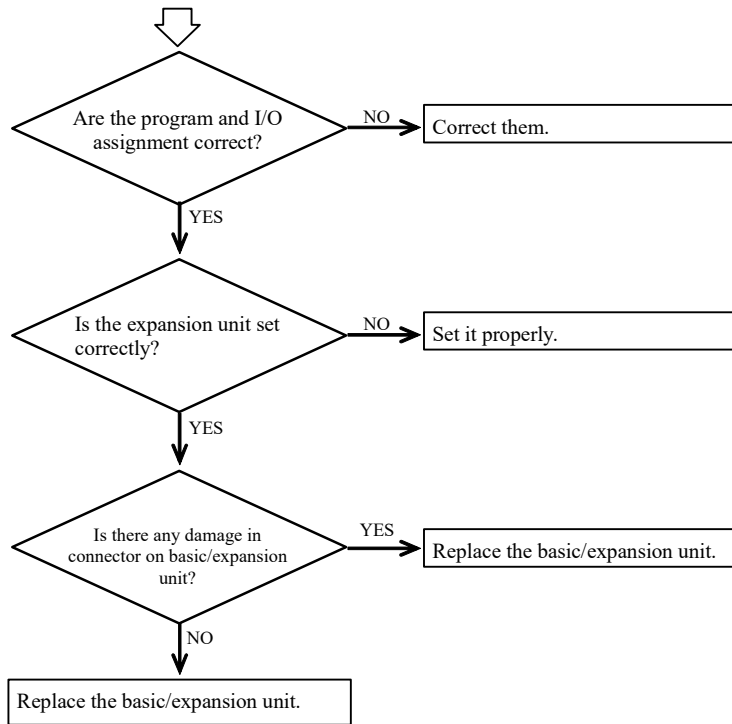 Are the program and I/O
assignment correct?
NO
Correct them.
YES
Is the expansion unit set
correctly?
NO
Set it properly.
YES
Is there any damage in
connector on basic/expansion
unit?
YES
Replace the basic/expansion unit.
NO
Replace the basic/expansion unit.